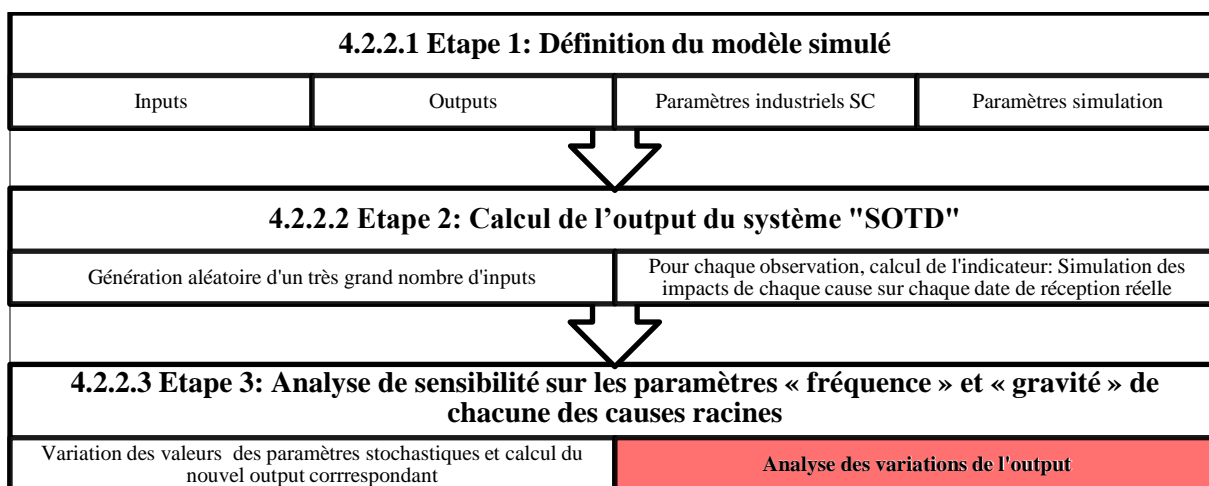 4.2.2.1 Etape 1: Définition du modèle simulé
Inputs
Outputs
Paramètres industriels SC
Paramètres simulation
4.2.2.2 Etape 2: Calcul de l’output du système "SOTD"
Génération aléatoire d'un très grand nombre d'inputs
Pour chaque observation, calcul de l'indicateur: Simulation des
impacts de chaque cause sur chaque date de réception réelle
4.2.2.3 Etape 3: Analyse de sensibilité sur les paramètres « fréquence » et « gravité » de
chacune des causes racines
Variation des valeurs des paramètres stochastiques et calcul du
nouvel output corrrespondant
Analyse des variations de l'output